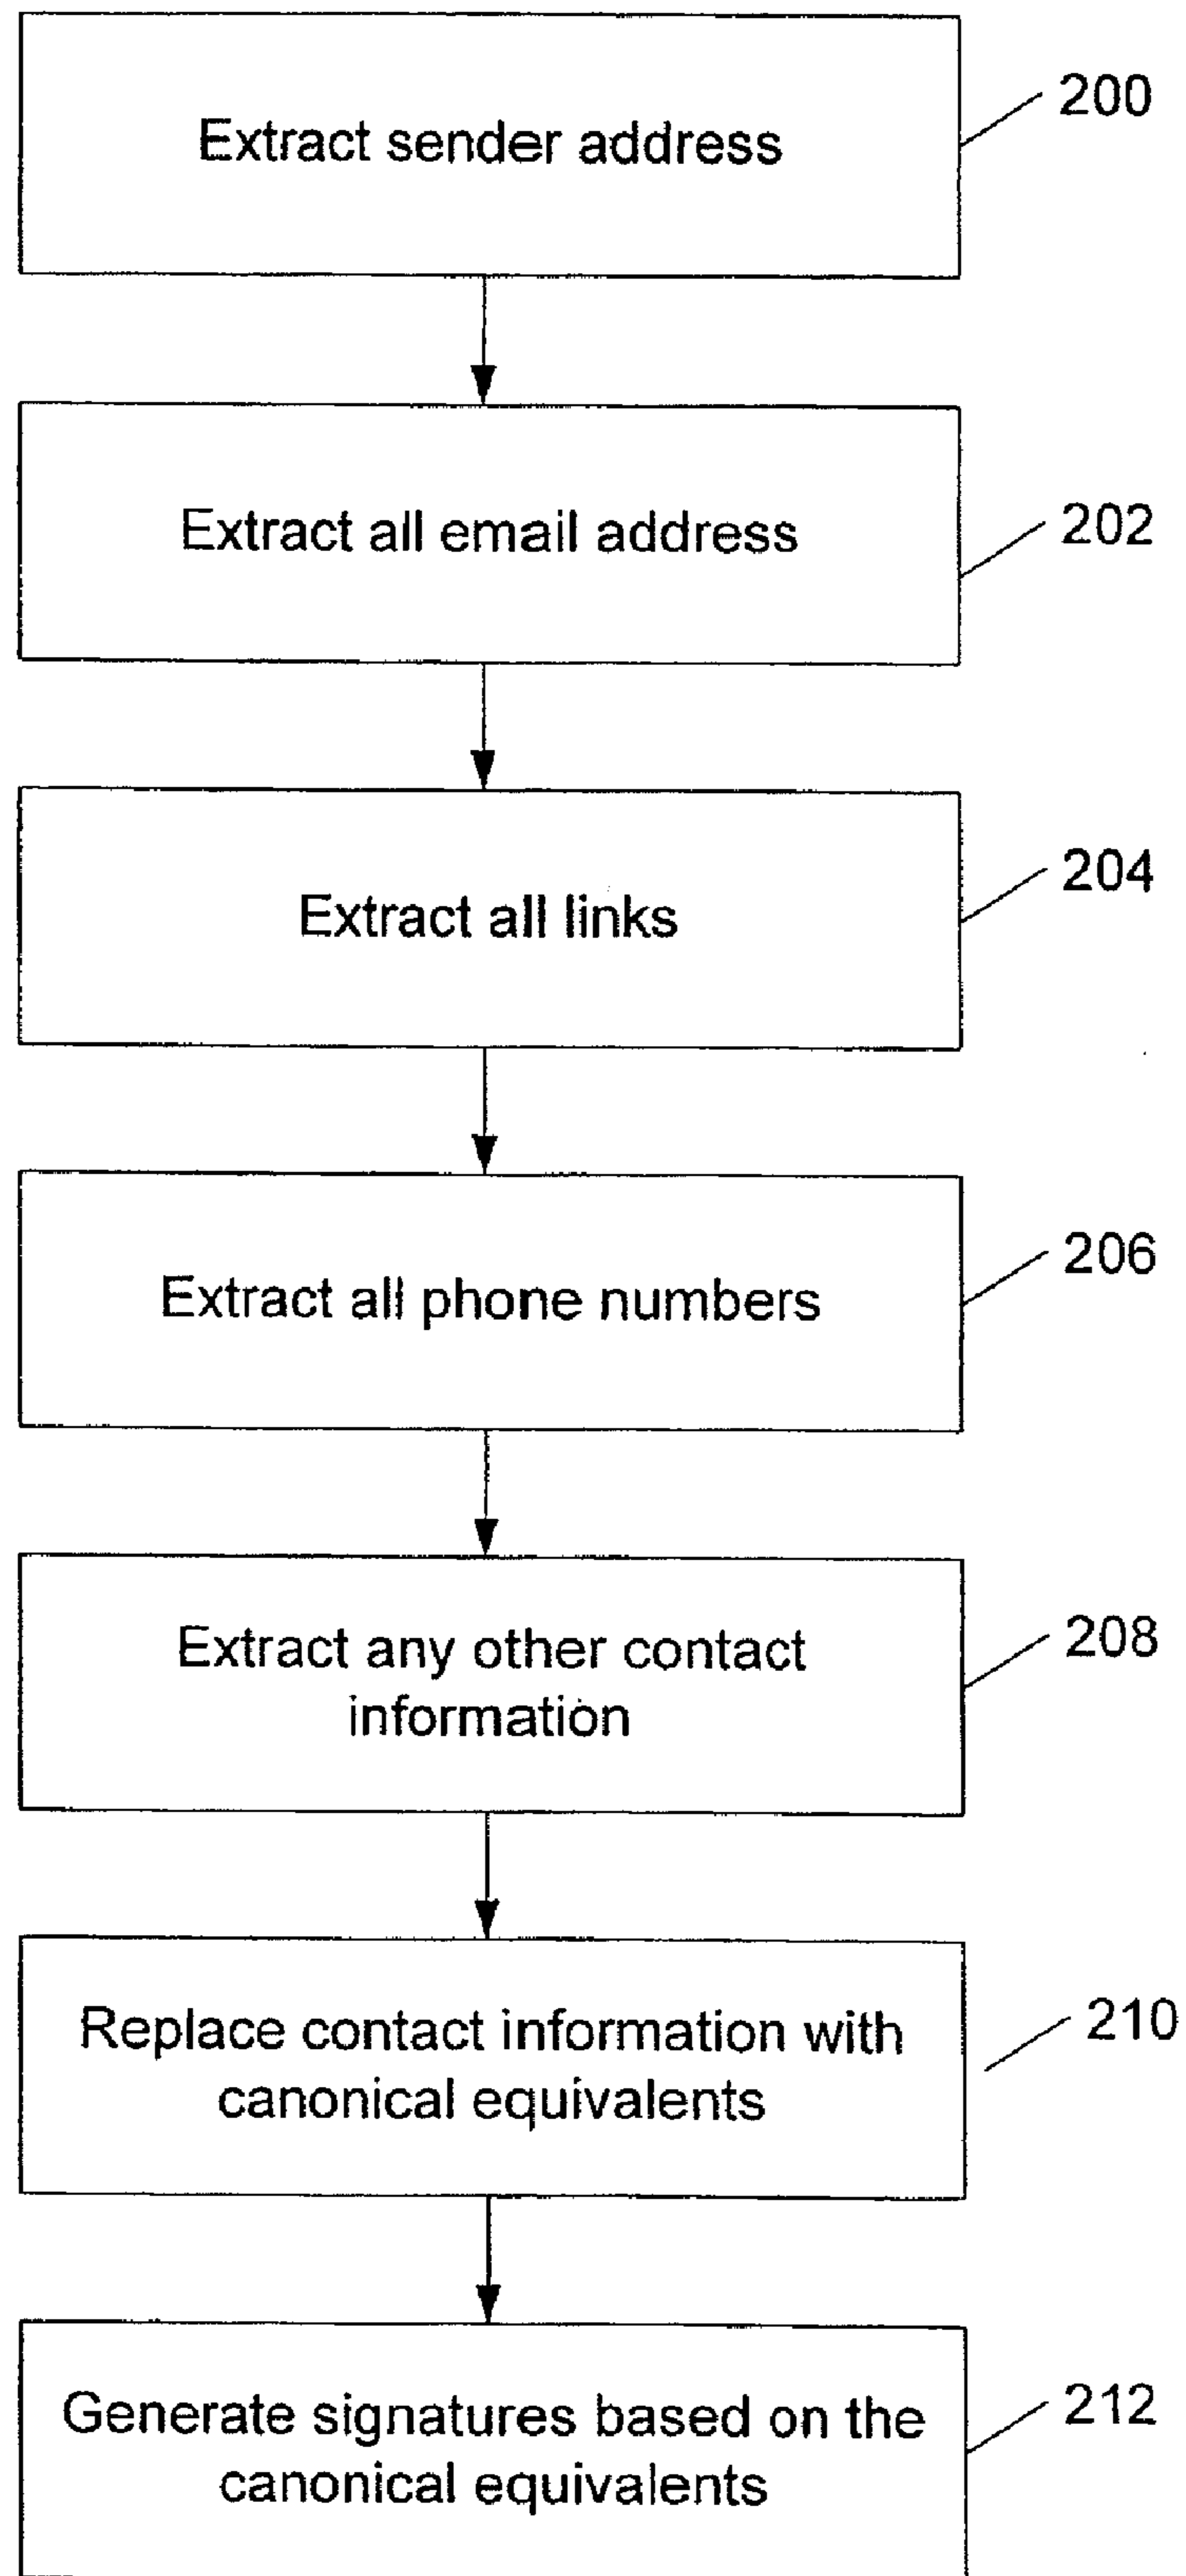 Extract sender address
200
Extract all email address
202
Extract all links
204
Extract all phone numbers
206
Extract any other contact
information
208
Replace contact information with
canonical equivalents
210
Generate signatures based on the
canonical equivalents
212